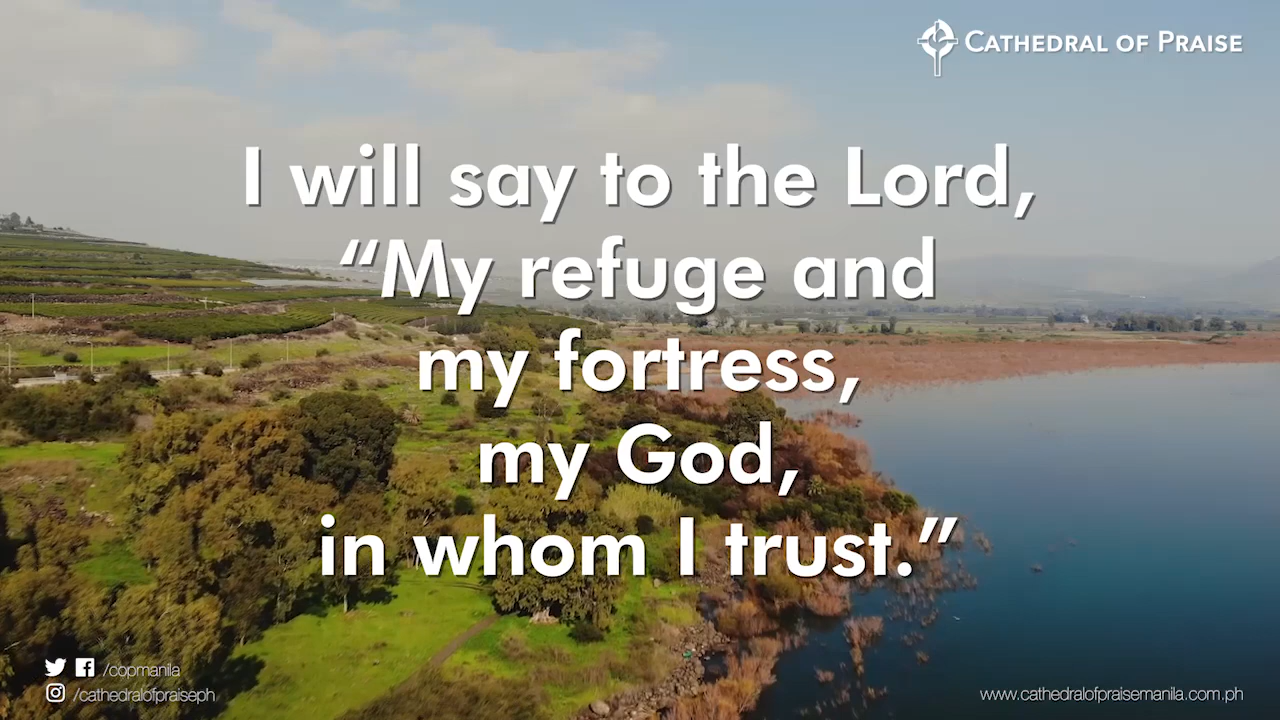 CATHEDRAL OF PRAISE
I will say to the Lord,
“My refuge and
my fortress,
my God,
in whom I trust.”
/copmanila
/cathedralofpraiseph
www.cathedralofpraisemanila.com.ph